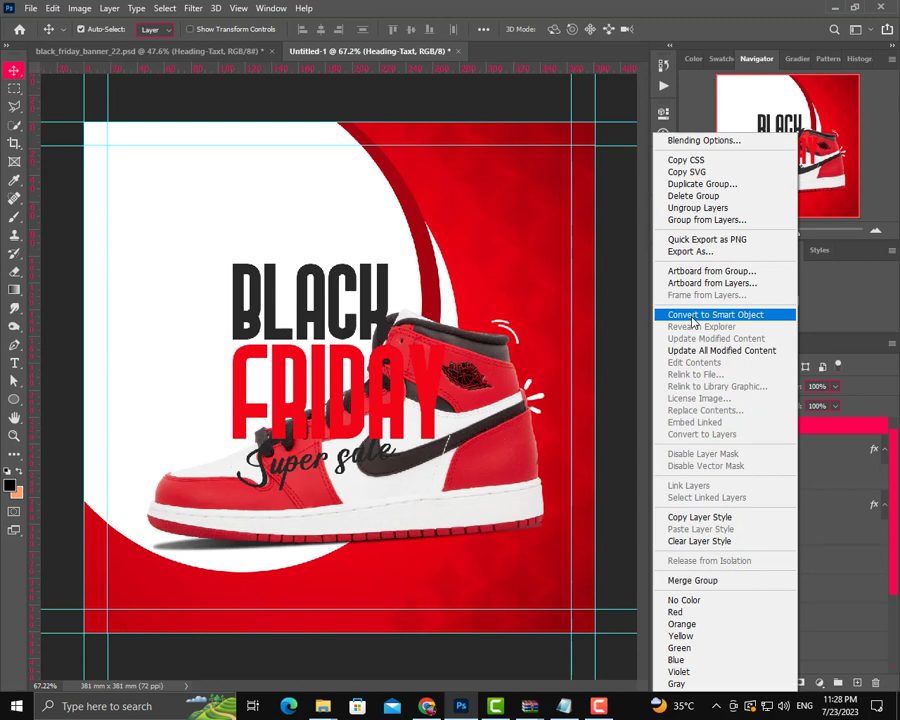 File Edit Image Layer Type Select Filter 3D View Window Help
Auto-Select: Layer Show Transform Controls 3D Mode:
black_friday_banner_22.psd @ 47.6% (Heading-Taxt, RGB/8#) * × Untitled-1 @ 67.2% (Heading-Taxt, RGB/8) * ×
Color Swatch Navigator Gradier Pattern Histogr
Blending Options...
Copy CSS
Copy SVG
Duplicate Group...
Delete Group
Ungroup Layers
Group from Layers...
Quick Export as PNG
Export As...
Styles
Artboard from Group...
Artboard from Layers...
Frame from Layers...
Convert to Smart Object
Reveal in Explorer
Update Modified Content
Update All Modified Content
Edit Contents
Relink to File...
Relink to Library Graphic...
License Image...
Replace Contents...
Embed Linked
Convert to Layers
100%
100%
Disable Layer Mask
Disable Vector Mask
Link Layers
Select Linked Layers
Copy Layer Style
Paste Layer Style
Clear Layer Style
Release from Isolation
Merge Group
No Color
Red
Orange
Yellow
Green
Blue
Violet
Gray
fx
fx
BLACK
FRIDAY
Super sale
BLACK
67.22% 381 mm x 381 mm (72 ppi)
Type here to search
35°C
ENG
11:28 PM
7/23/2023